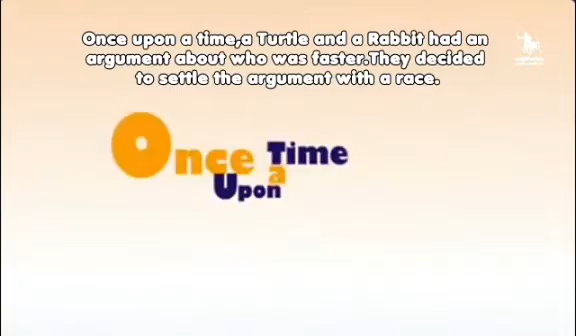 Once upon a time,a Turtle and a Rabbit had an
argument about who was faster.They decided
to settle the argument with a race.
Once
Time
a
Upon